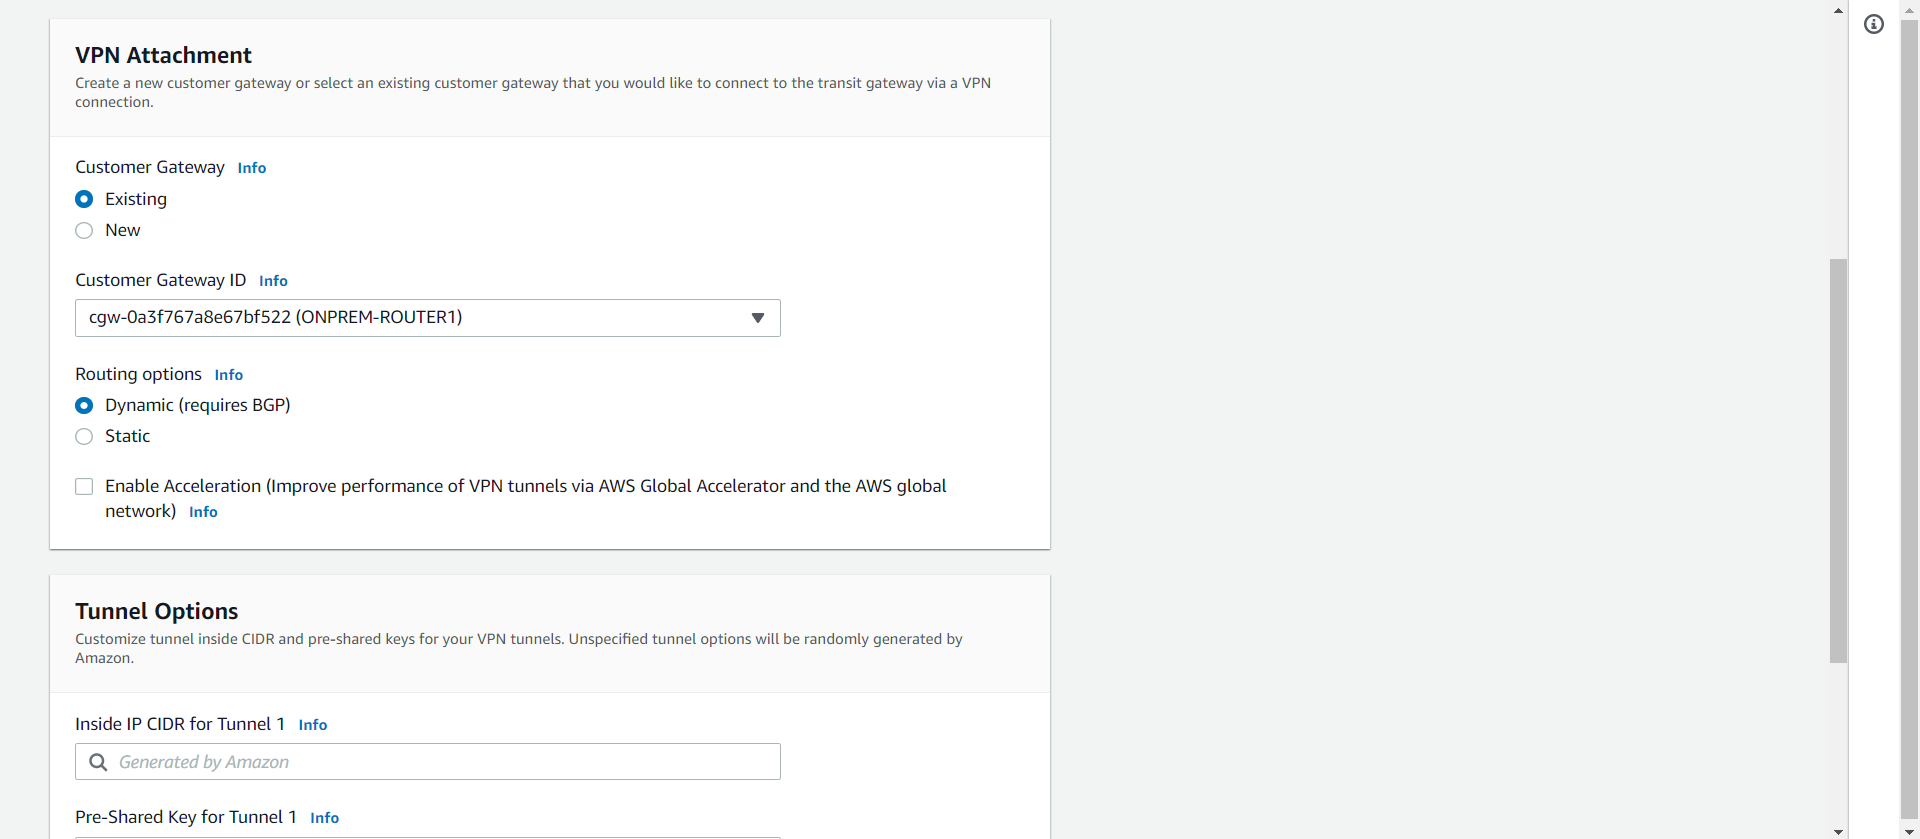 VPN Attachment
Create a new customer gateway or select an existing customer gateway that you would like to connect to the transit gateway via a VPN
connection.
Customer Gateway Info
Existing
New
Customer Gateway ID Info
cgw-0a3f767a8e67bf522 (ONPREM-ROUTER1)
Routing options Info
Dynamic (requires BGP)
Static
Enable Acceleration (Improve performance of VPN tunnels via AWS Global Accelerator and the AWS global
network) Info
Tunnel Options
Customize tunnel inside CIDR and pre-shared keys for your VPN tunnels. Unspecified tunnel options will be randomly generated by
Amazon.
Inside IP CIDR for Tunnel 1 Info
Generated by Amazon
Pre-Shared Key for Tunnel 1 Info